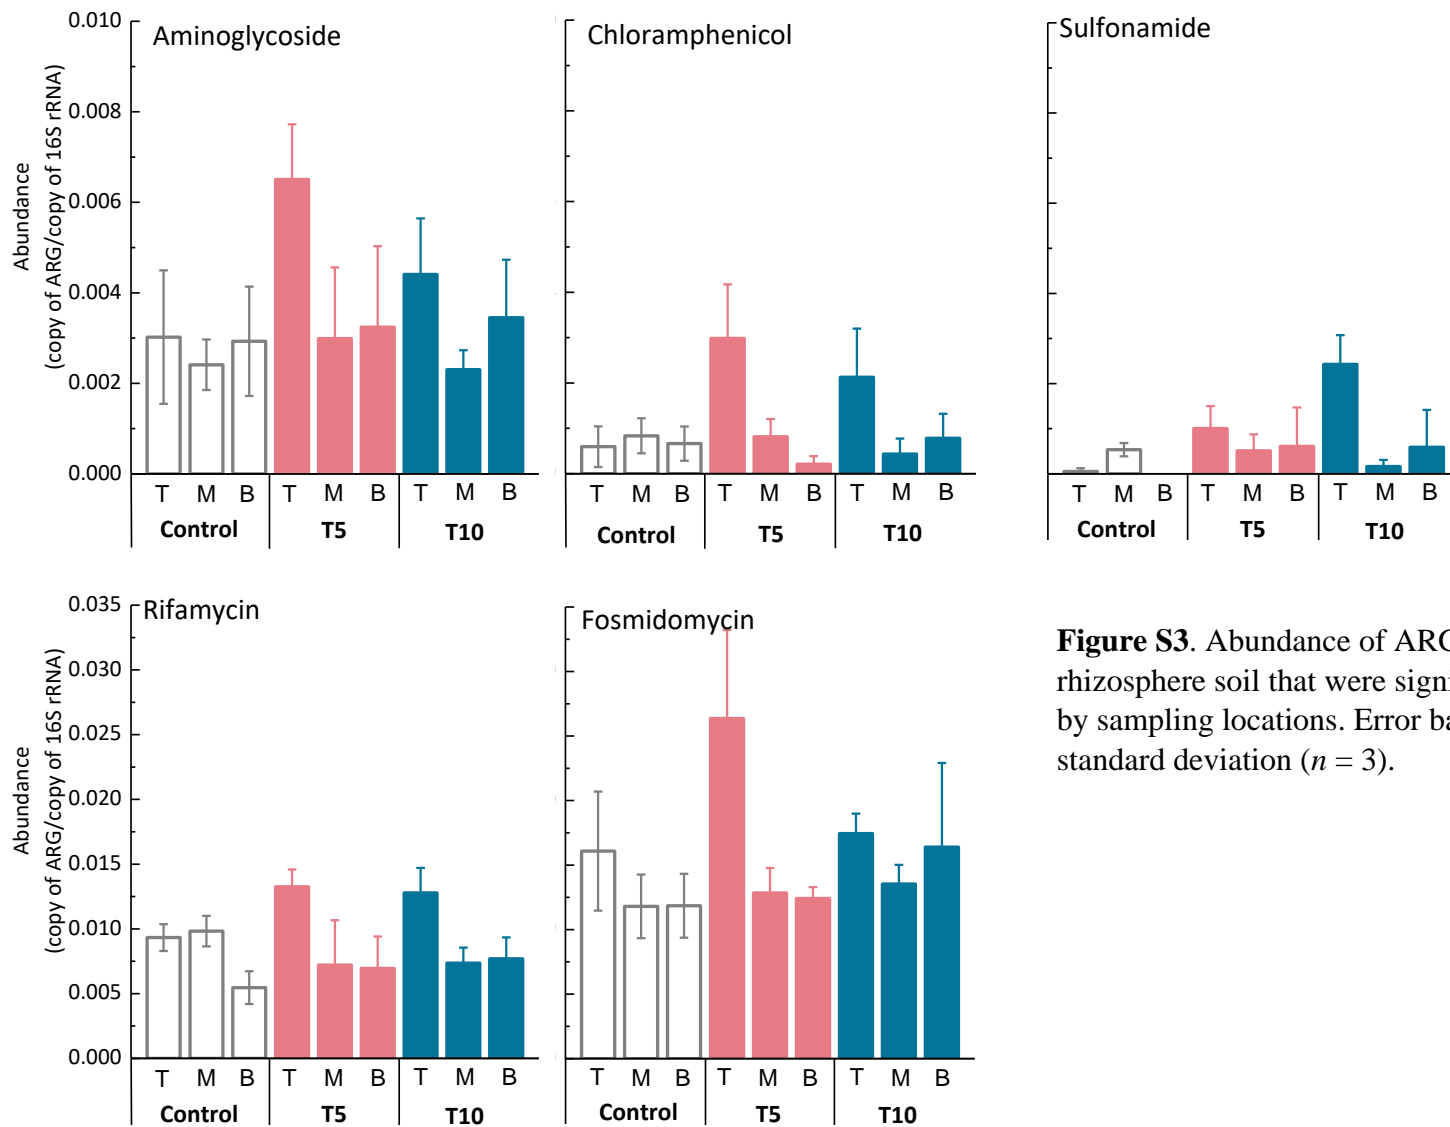 Aminoglycoside
Chloramphenicol
Sulfonamide
Abundance
(copy of ARG/copy of 16S rRNA)
0.010
0.008
0.006
0.004
0.002
0.000
T M B T M B T M B
Control T5 T10
T M B T M B T M B
Control T5 T10
T M B T M B T M B
Control T5 T10
Rifamycin
Fosmidomycin
Abundance
(copy of ARG/copy of 16S rRNA)
0.035
0.030
0.025
0.020
0.015
0.010
0.005
0.000
T M B T M B T M B
Control T5 T10
T M B T M B T M B
Control T5 T10
Figure S3. Abundance of ARG
rhizosphere soil that were signi
by sampling locations. Error ba
standard deviation (n = 3).